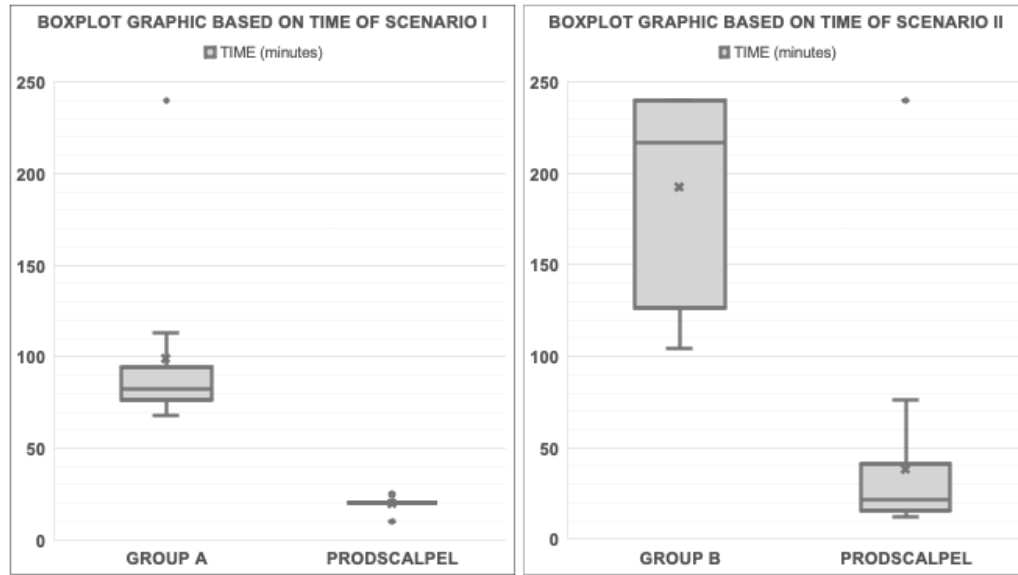 BOXPLOT GRAPHIC BASED ON TIME OF SCENARIO I
TIME (minutes)
250
200
150
100
50
0
GROUP A
PRODSCALPEL
BOXPLOT GRAPHIC BASED ON TIME OF SCENARIO II
TIME (minutes)
250
200
150
100
50
0
GROUP B
PRODSCALPEL